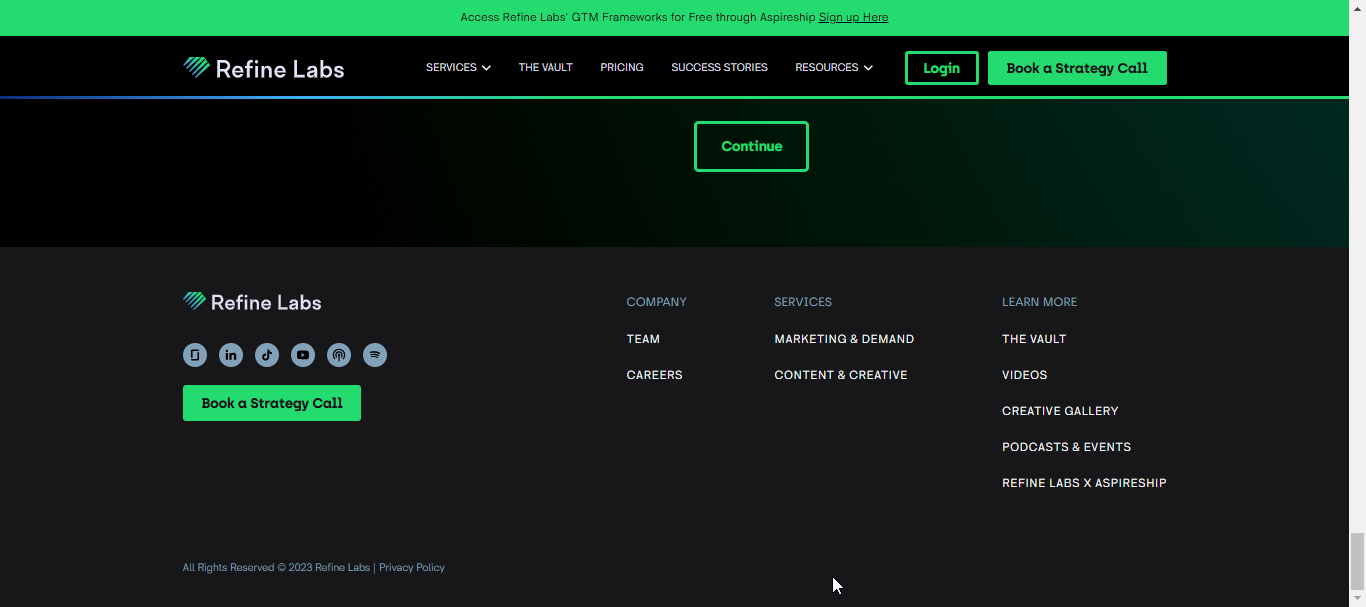 Access Refine Labs' GTM Frameworks for Free through Aspireship Sign up Here
Refine Labs
SERVICES
THE VAULT
PRICING
SUCCESS STORIES
RESOURCES
Login
Book a Strategy Call
Continue
Refine Labs
Book a Strategy Call
COMPANY
TEAM
CAREERS
SERVICES
MARKETING & DEMAND
CONTENT & CREATIVE
LEARN MORE
THE VAULT
VIDEOS
CREATIVE GALLERY
PODCASTS & EVENTS
REFINE LABS X ASPIRESHIP
All Rights Reserved © 2023 Refine Labs | Privacy Policy